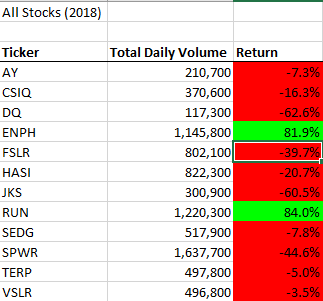 All Stocks (2018)
Ticker Total Daily Volume Return
AY 210,700 -7.3%
CSIQ 370,600 -16.3%
DQ 117,300 -62.6%
ENPH 1,145,800 81.9%
FSLR 802,100 -39.7%
HASI 822,300 -20.7%
JKS 300,900 -60.5%
RUN 1,220,300 84.0%
SEDG 517,900 -7.8%
SPWR 1,637,700 -44.6%
TERP 497,800 -5.0%
VSLR 496,800 -3.5%